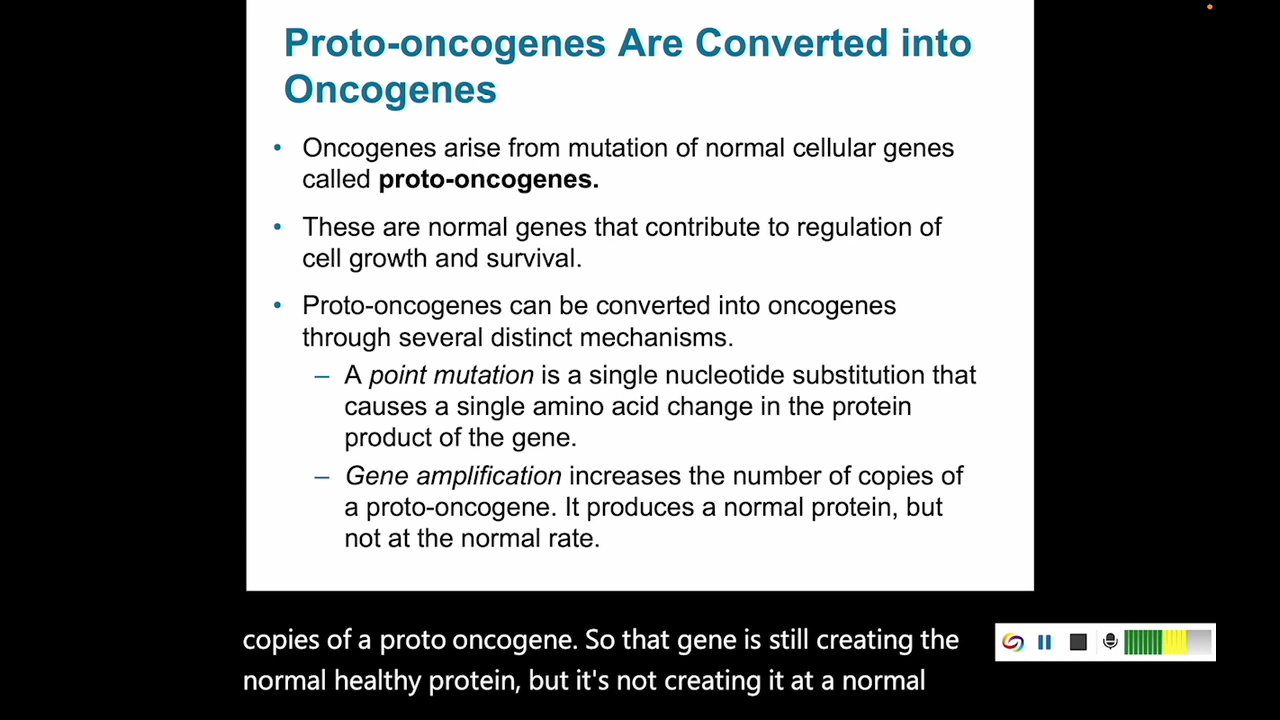 Proto-oncogenes Are Converted into
Oncogenes
• Oncogenes arise from mutation of normal cellular genes
called proto-oncogenes.
• These are normal genes that contribute to regulation of
cell growth and survival.
• Proto-oncogenes can be converted into oncogenes
through several distinct mechanisms.
– A point mutation is a single nucleotide substitution that
causes a single amino acid change in the protein
product of the gene.
– Gene amplification increases the number of copies of
a proto-oncogene. It produces a normal protein, but
not at the normal rate.
copies of a proto oncogene. So that gene is still creating the
normal healthy protein, but it's not creating it at a normal